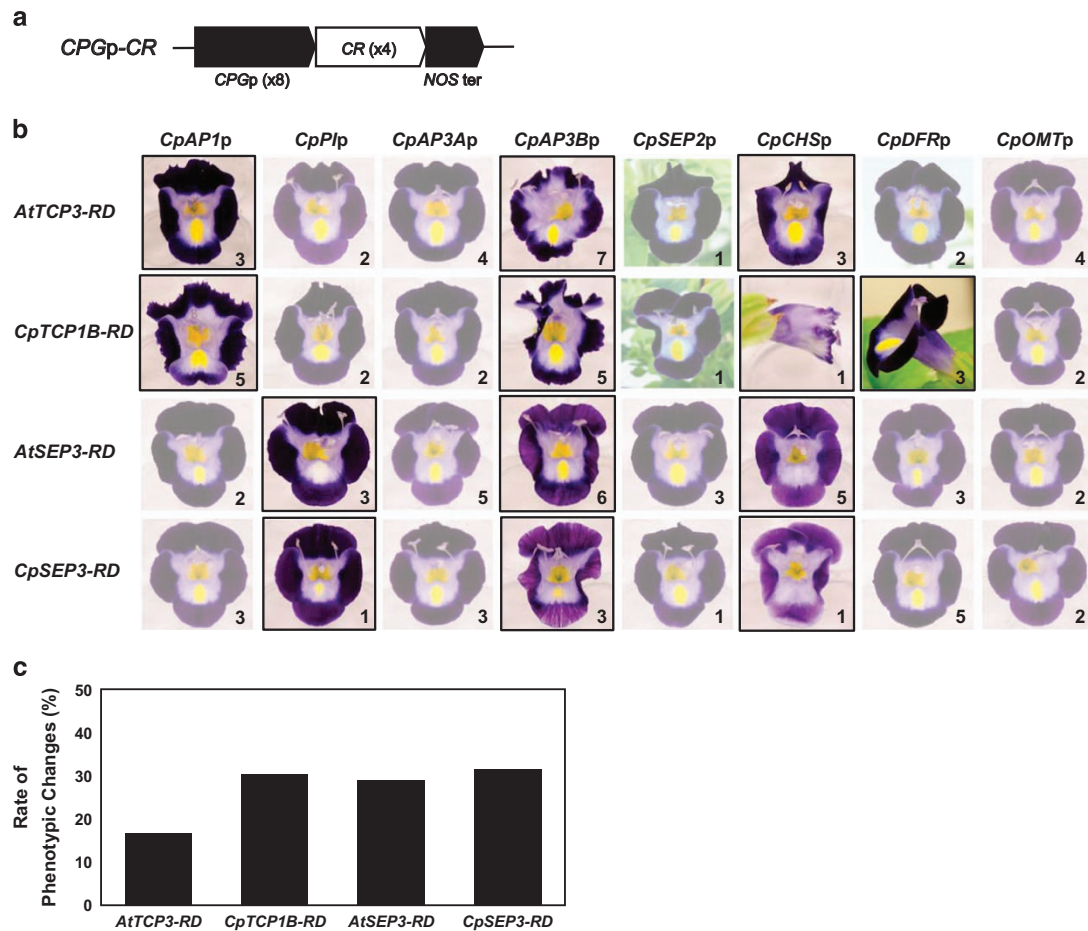 a
CPGp-CR
CR (x4)
CPGp (x8)
NOS ter
b
CpAP1p CpPIp CpAP3Ap CpAP3Bp CpSEP2p CpCHSp CpDFRp CpOMTp
AtTCP3-RD
3 2 4 7 1 3 2 4
CpTCP1B-RD
5 2 2 5 1 1 3 2
AtSEP3-RD
2 3 5 6 3 5 3 2
CpSEP3-RD
3 1 3 3 1 1 5 2
c
Rate of
Phenotypic Changes (%)
50
40
30
20
10
0
AtTCP3-RD CpTCP1B-RD AtSEP3-RD CpSEP3-RD